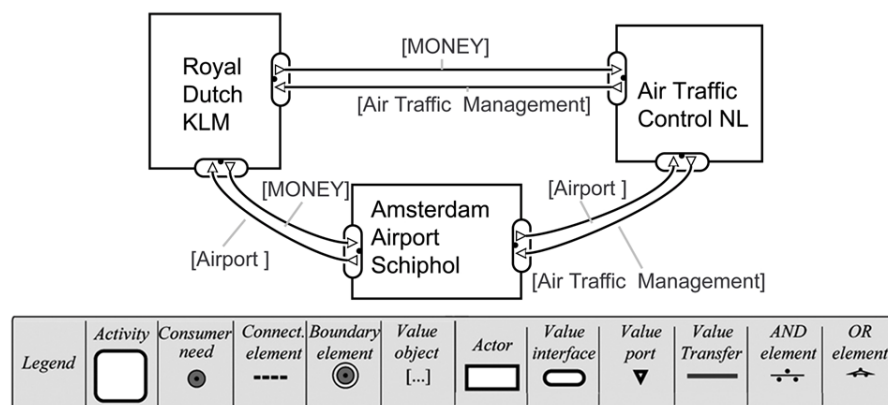 [MONEY]
Royal
Dutch
KLM
[Air Traffic Management]
Air Traffic
Control NL
[MONEY]
[Airport ]
Amsterdam
Airport
Schiphol
[Airport ]
[Air Traffic Management]
Legend
Activity
Consumer
need
Connect.
element
Boundary
element
Value
object
[...]
Actor
Value
interface
Value
port
Value
Transfer
AND
element
OR
element